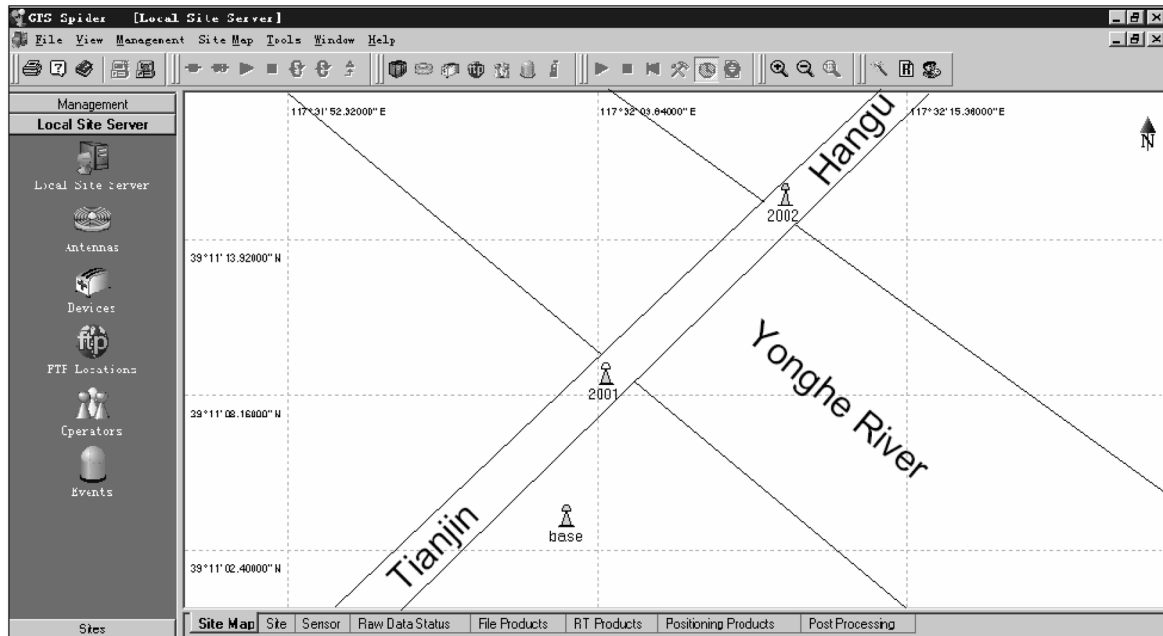 GPS Spider [Local Site Server]
File View Management Site Map Tools Window Help
Management
Local Site Server
Local Site Server
Antennas
Devices
FTP Locations
Operators
Events
Sites
117°31'52.32000" E
117°32'03.84000" E
117°32'15.36000" E
N
Hangu
2002
39°11'13.92000" N
Yonghe River
2001
39°11'08.16000" N
Tianjin
base
39°11'02.40000" N
Site Map Site Sensor Raw Data Status File Products RT Products Positioning Products Post Processing